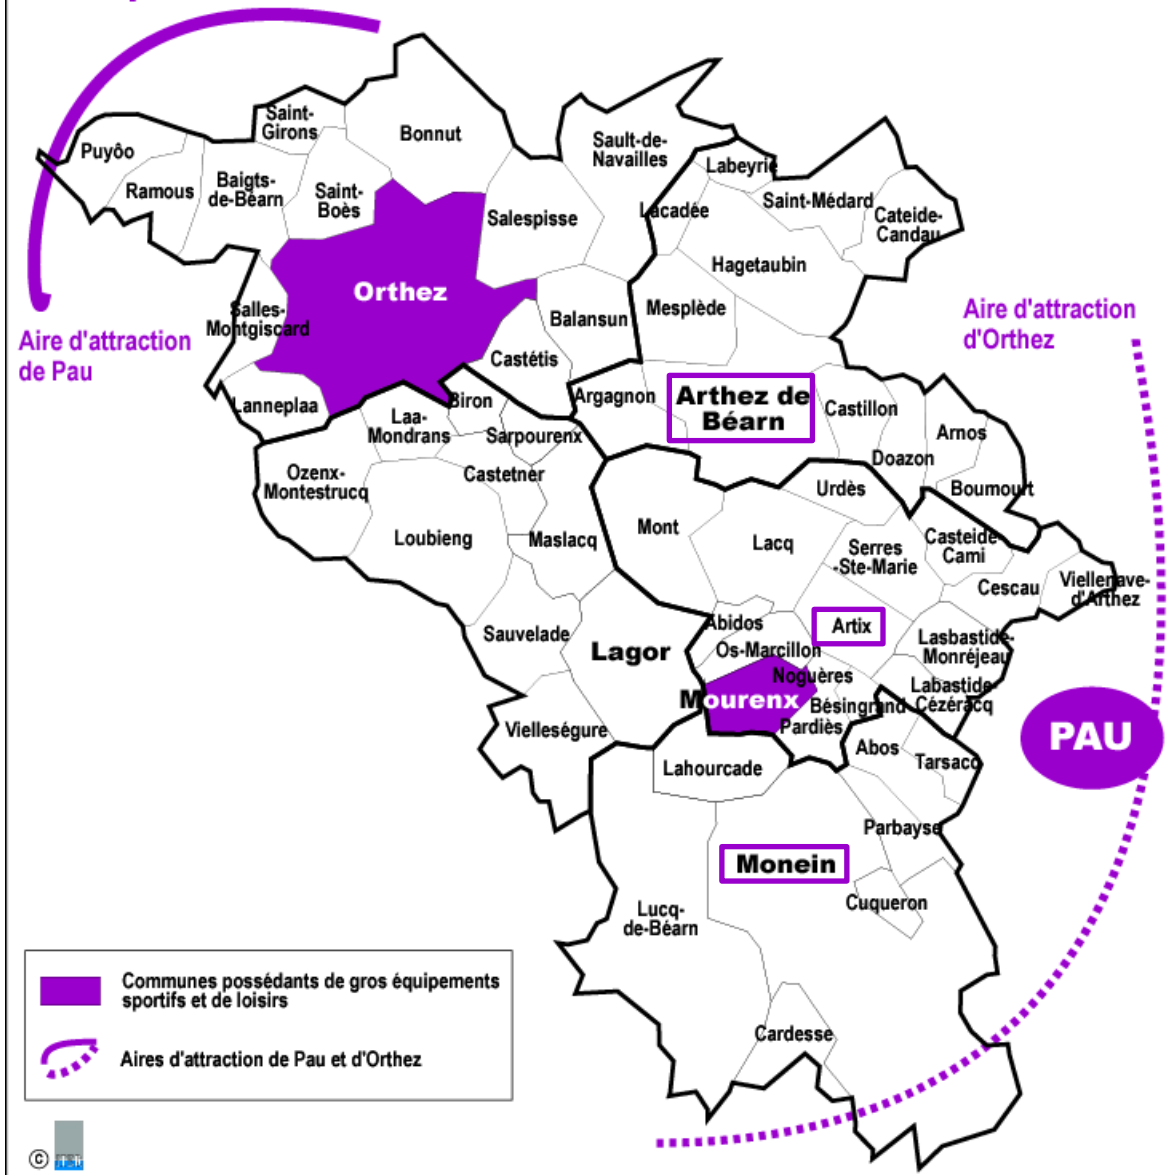 Saint-
Girons
Bonnut
Puyôo
Sault-de-
Navailles
Labeyrie
Ramous
Baigts-
de-Béarn
Saint-
Boès
Saint-Médard
Salespisse
Lacadée
Cateide-
Candau
Hagetaubin
Orthez
Mesplède
Salles-
Montgiscard
Balansun
Aire d'attraction
d'Orthez
Aire d'attraction
de Pau
Castétis
Argagnon
Arthez de
Béarn
Castillon
Lanneplaa
Biron
Laa-
Mondrans
Sarpourenx
Arnos
Doazon
Ozenx-
Montestrucq
Castetner
Urdès
Boumourt
Mont
Loubieng
Maslacq
Lacq
Serres
-Ste-Marie
Casteide-
Cami
Cescau
Viellenave-
d'Arthez
Abidos
Artix
Sauvelade
Lagor
Os-Marcillon
Lasbastide-
Monréjeau
Noguères
Mourenx
Bésingrand
Labastide-
Cézéracq
Pardiès
Vielleségure
PAU
Abos
Tarsacq
Lahourcade
Parbayse
Monein
Cuqueron
Lucq-
de-Béarn
Cardesse
Communes possédants de gros équipements
sportifs et de loisirs
Aires d'attraction de Pau et d'Orthez
©